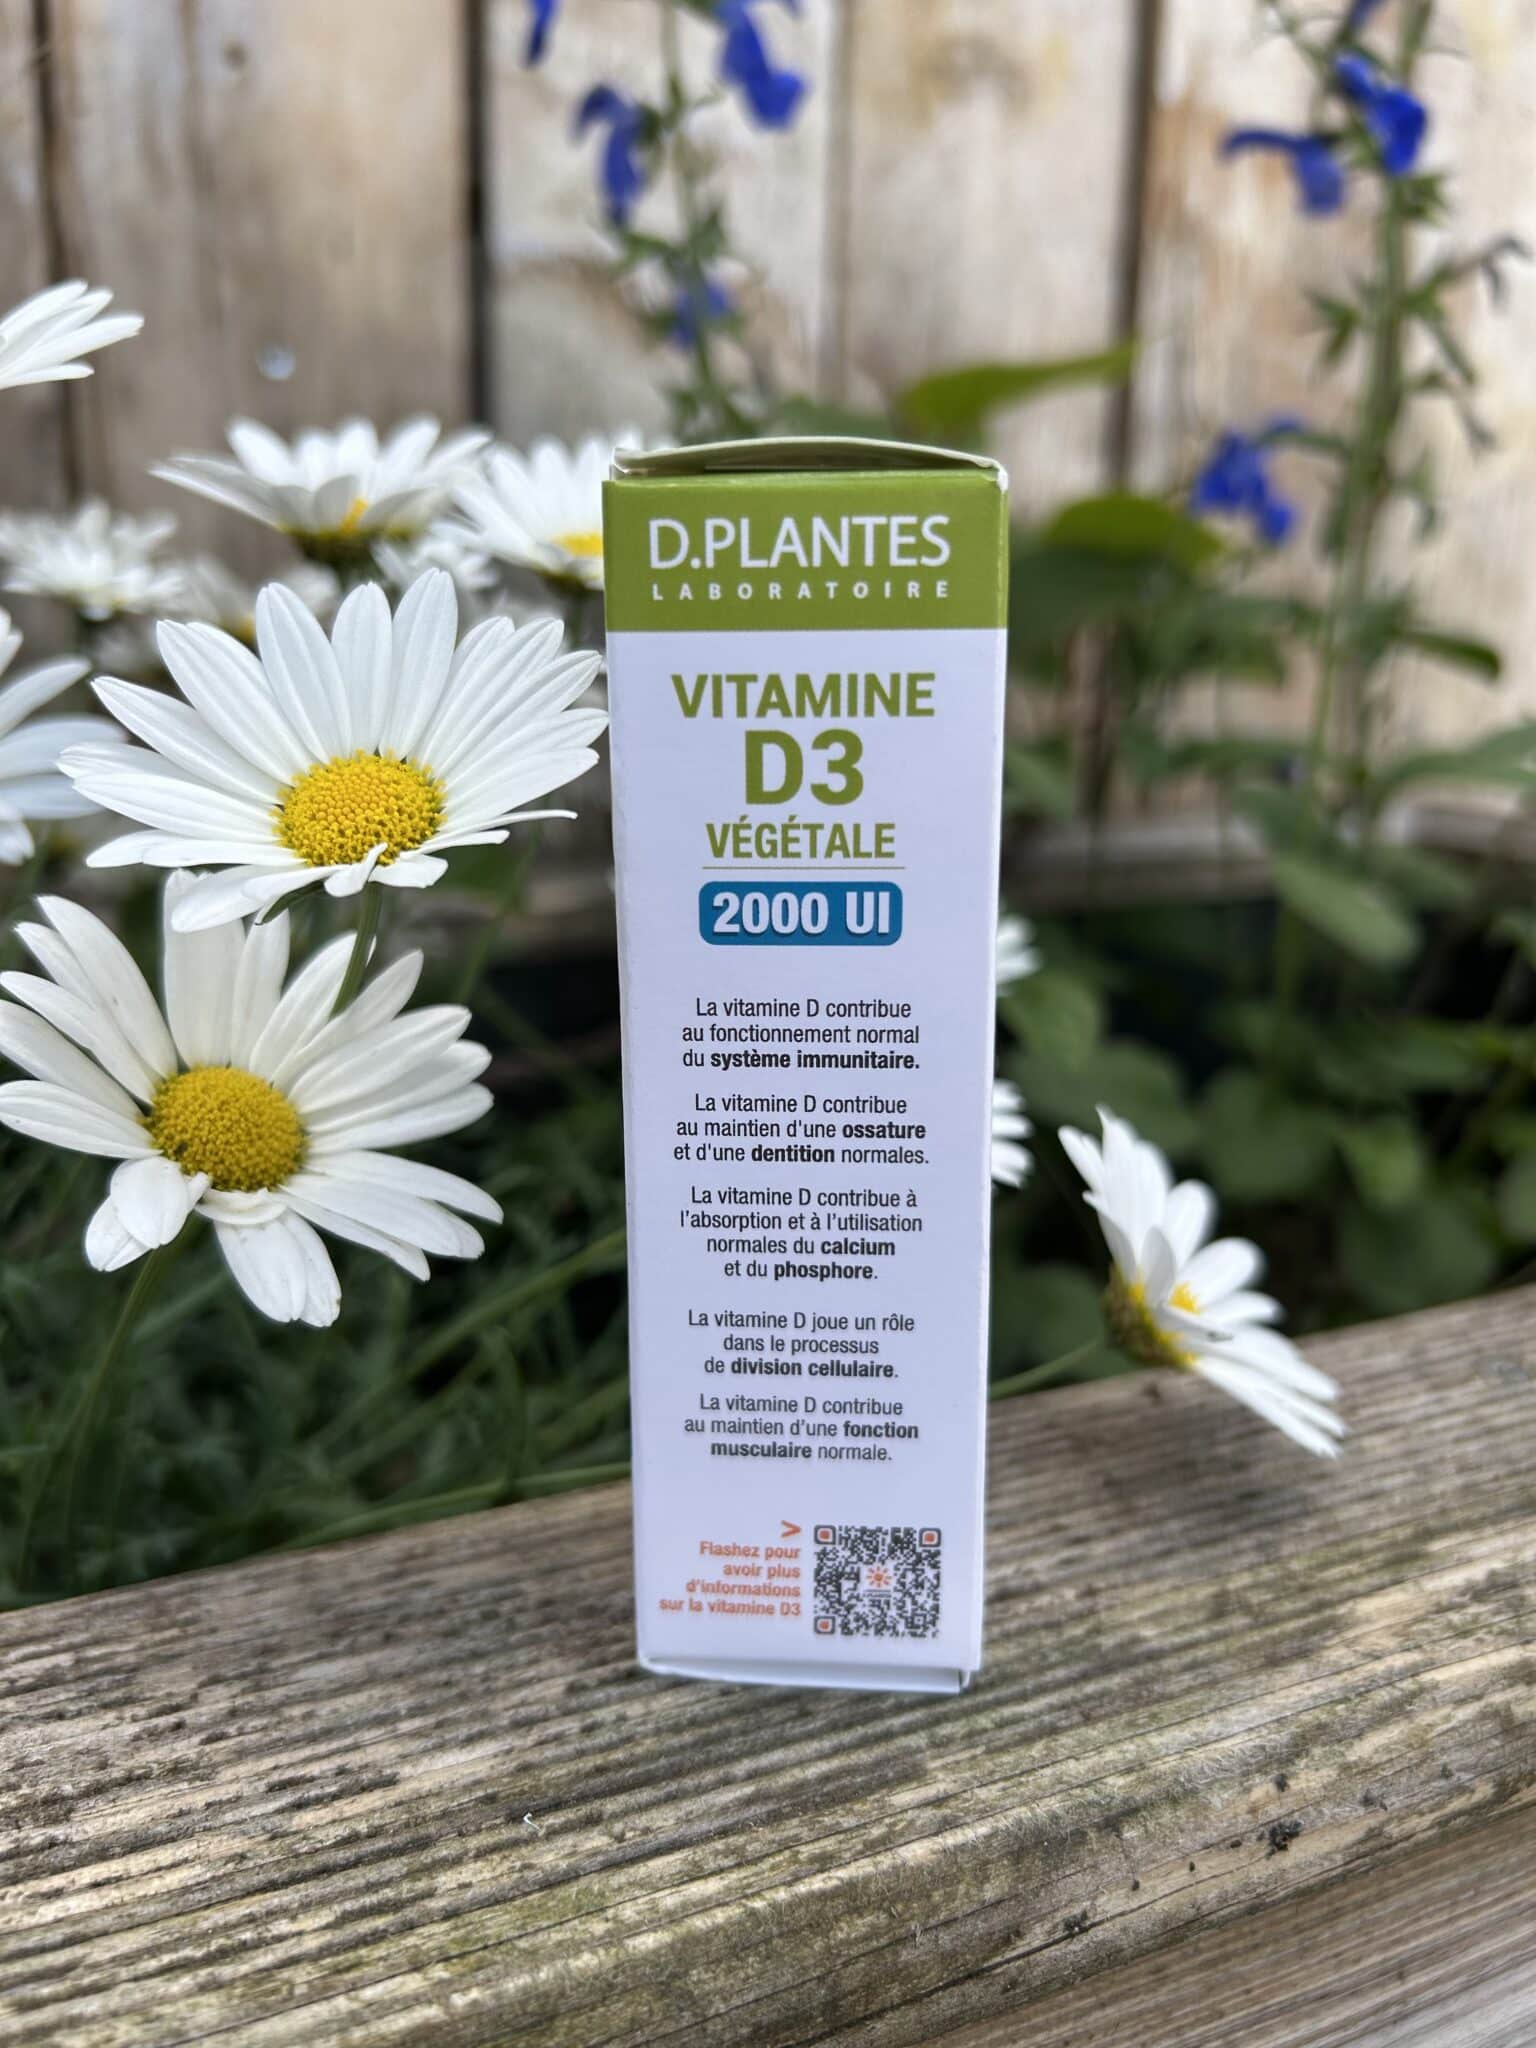 D.PLANTES
LABORATOIRE
VITAMINE
D3
VÉGÉTALE
2000 UI
La vitamine D contribue
au fonctionnement normal
du système immunitaire.
La vitamine D contribue
au maintien d'une ossature
et d'une dentition normales.
La vitamine D contribue à
l'absorption et à l'utilisation
normales du calcium
et du phosphore.
La vitamine D joue un rôle
dans le processus
de division cellulaire.
La vitamine D contribue
au maintien d'une fonction
musculaire normale.
>
Flashez pour
avoir plus
d'informations
sur la vitamine D3